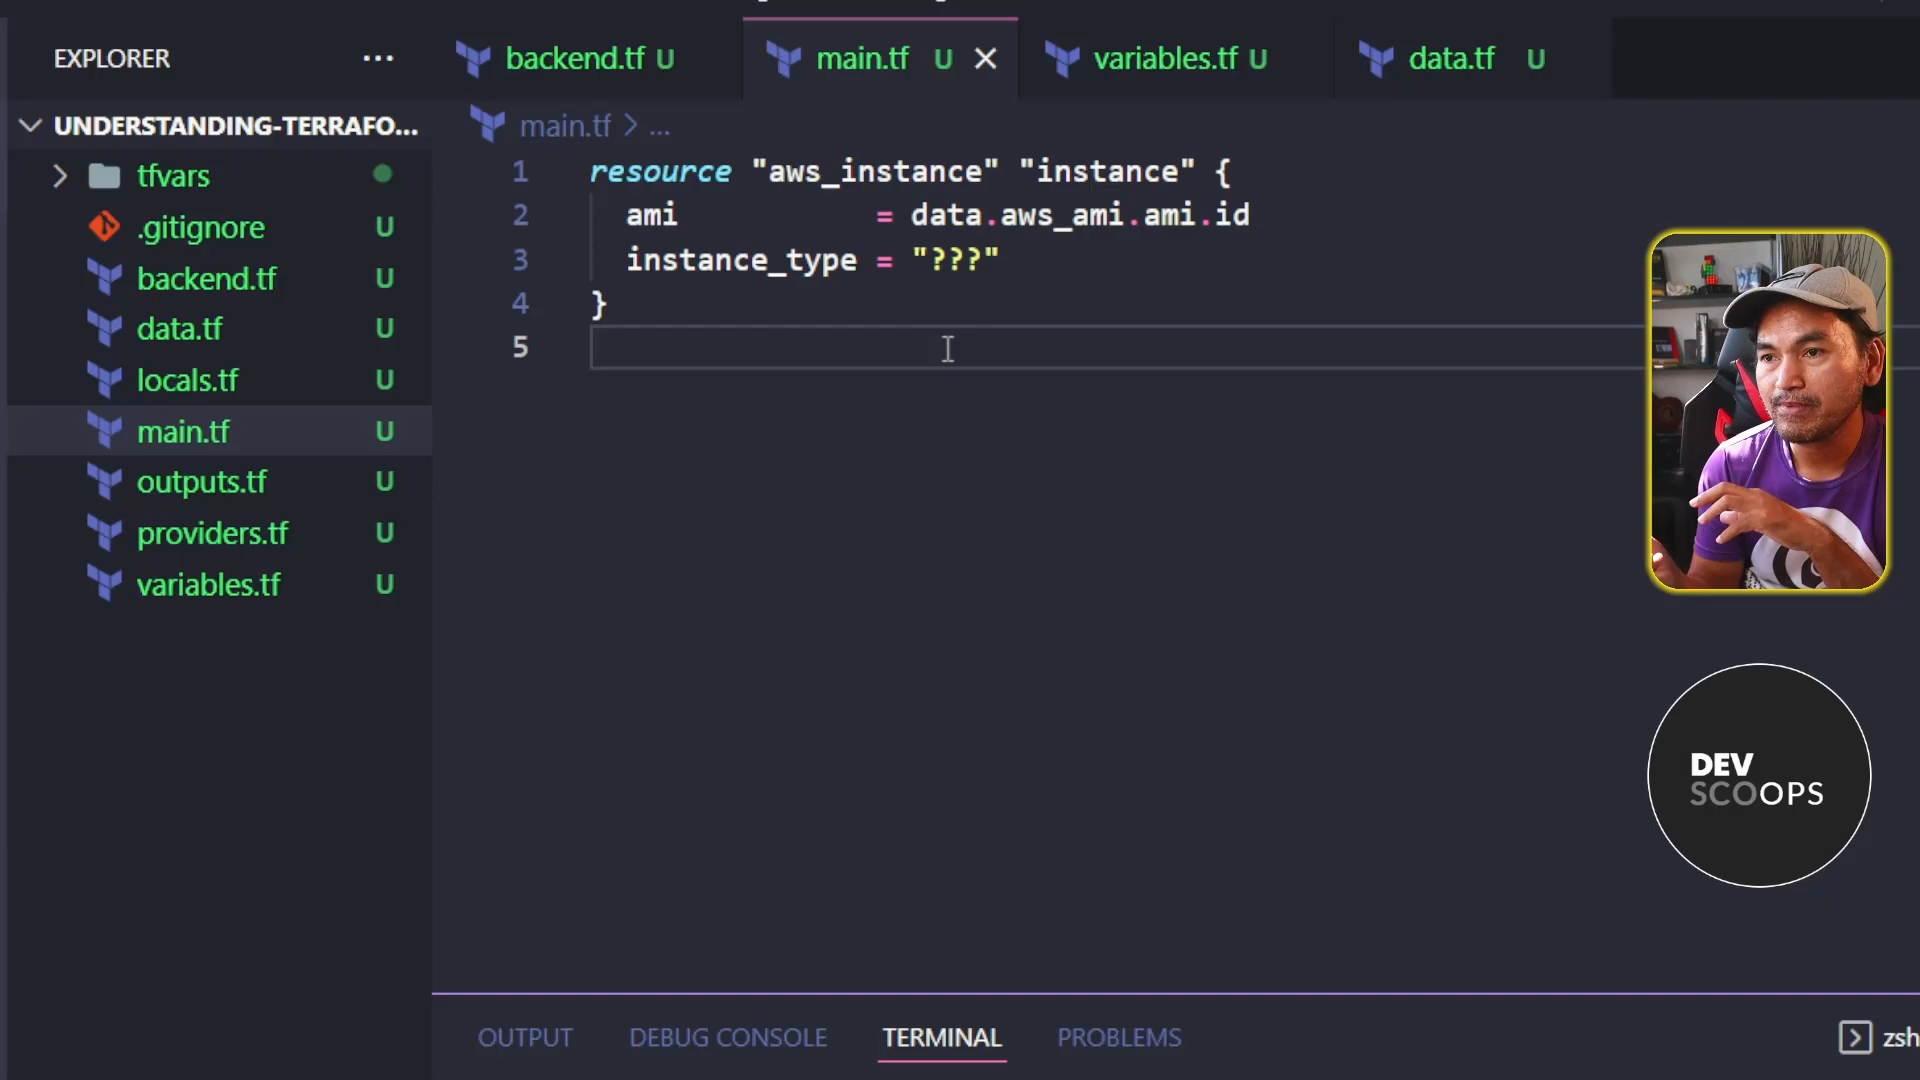 EXPLORER ...
backend.tf U
main.tf U
variables.tf U
data.tf U
UNDERSTANDING-TERRAFO...
main.tf > ...
tfvars
.gitignore U
backend.tf U
data.tf U
locals.tf U
main.tf U
outputs.tf U
providers.tf U
variables.tf U
1 resource "aws_instance" "instance" {
2 ami = data.aws_ami.ami.id
3 instance_type = "???"
4 }
5
DEV
SCOOPS
OUTPUT DEBUG CONSOLE TERMINAL PROBLEMS
zsh